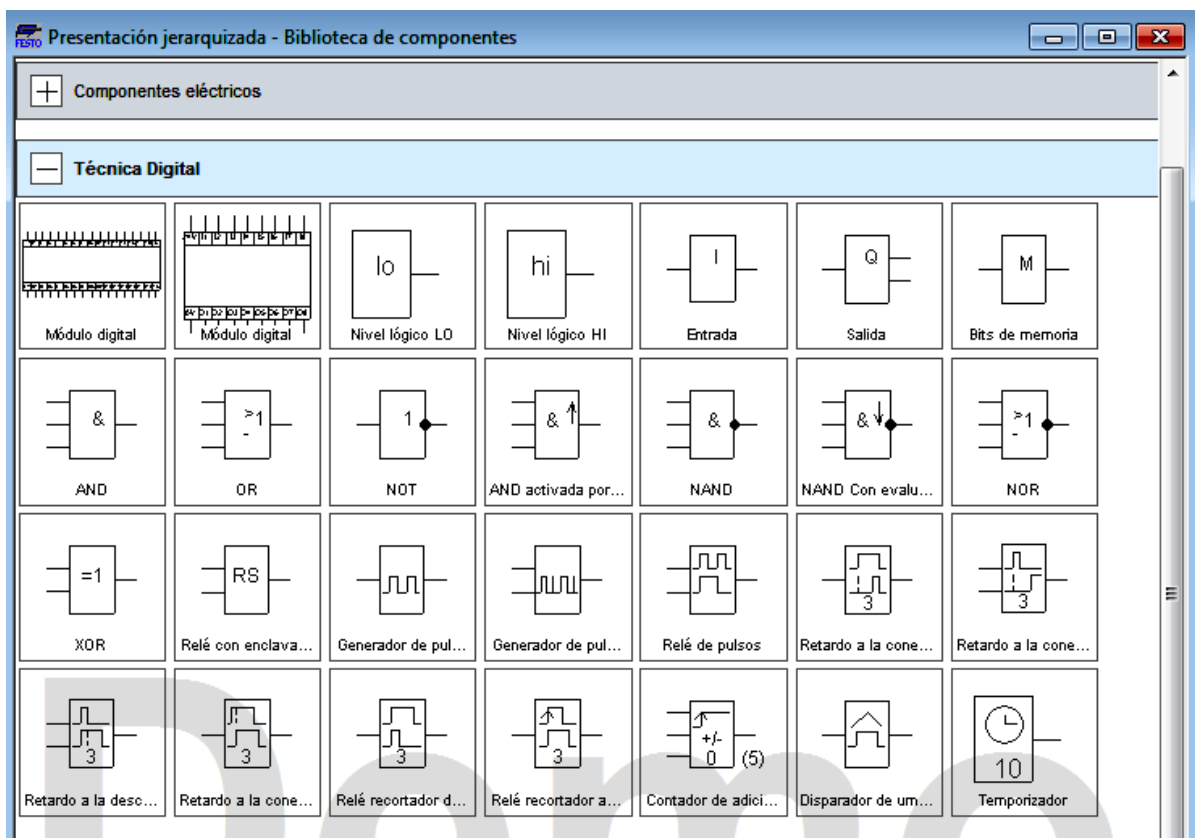 FESTO Presentación jerarquizada - Biblioteca de componentes
Componentes eléctricos
Técnica Digital
lo hi I Q M
Módulo digital Módulo digital Nivel lógico LO Nivel lógico HI Entrada Salida Bits de memoria
& >1 1 & & & >1
AND OR NOT AND activada por... NAND NAND Con evalu... NOR
=1 RS 3 3
XOR Relé con enclava... Generador de pul... Generador de pul... Relé de pulsos Retardo a la cone... Retardo a la cone...
3 3 3 3 +/- 0 (5) 10
Retardo a la desc... Retardo a la cone... Relé recortador d... Relé recortador a... Contador de adici... Disparador de um... Temporizador
Demo